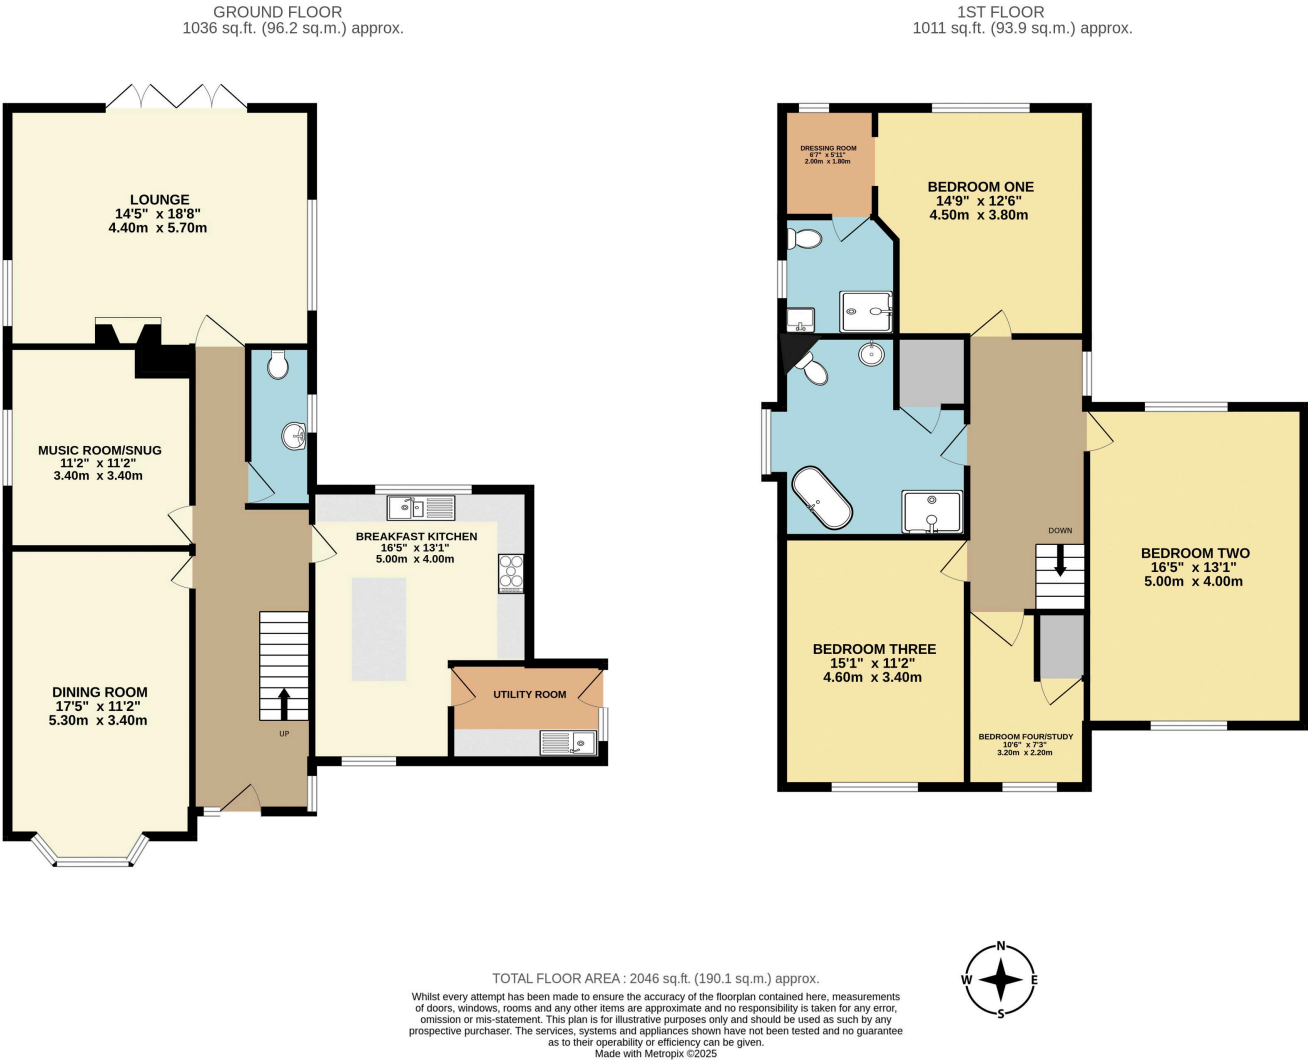 GROUND FLOOR
1036 sq.ft. (96.2 sq.m.) approx.
1ST FLOOR
1011 sq.ft. (93.9 sq.m.) approx.
LOUNGE
14'5" x 18'8"
4.40m x 5.70m
MUSIC ROOM/SNUG
11'2" x 11'2"
3.40m x 3.40m
BREAKFAST KITCHEN
16'5" x 13'1"
5.00m x 4.00m
DINING ROOM
17'5" x 11'2"
5.30m x 3.40m
UTILITY ROOM
UP
DRESSING ROOM
6'7" x 5'11"
2.00m x 1.80m
BEDROOM ONE
14'9" x 12'6"
4.50m x 3.80m
DOWN
BEDROOM TWO
16'5" x 13'1"
5.00m x 4.00m
BEDROOM THREE
15'1" x 11'2"
4.60m x 3.40m
BEDROOM FOUR/STUDY
10'6" x 7'3"
3.20m x 2.20m
N
W
E
S
TOTAL FLOOR AREA : 2046 sq.ft. (190.1 sq.m.) approx.
Whilst every attempt has been made to ensure the accuracy of the floorplan contained here, measurements
of doors, windows, rooms and any other items are approximate and no responsibility is taken for any error,
omission or mis-statement. This plan is for illustrative purposes only and should be used as such by any
prospective purchaser. The services, systems and appliances shown have not been tested and no guarantee
as to their operability or efficiency can be given.
Made with Metropix ©2025